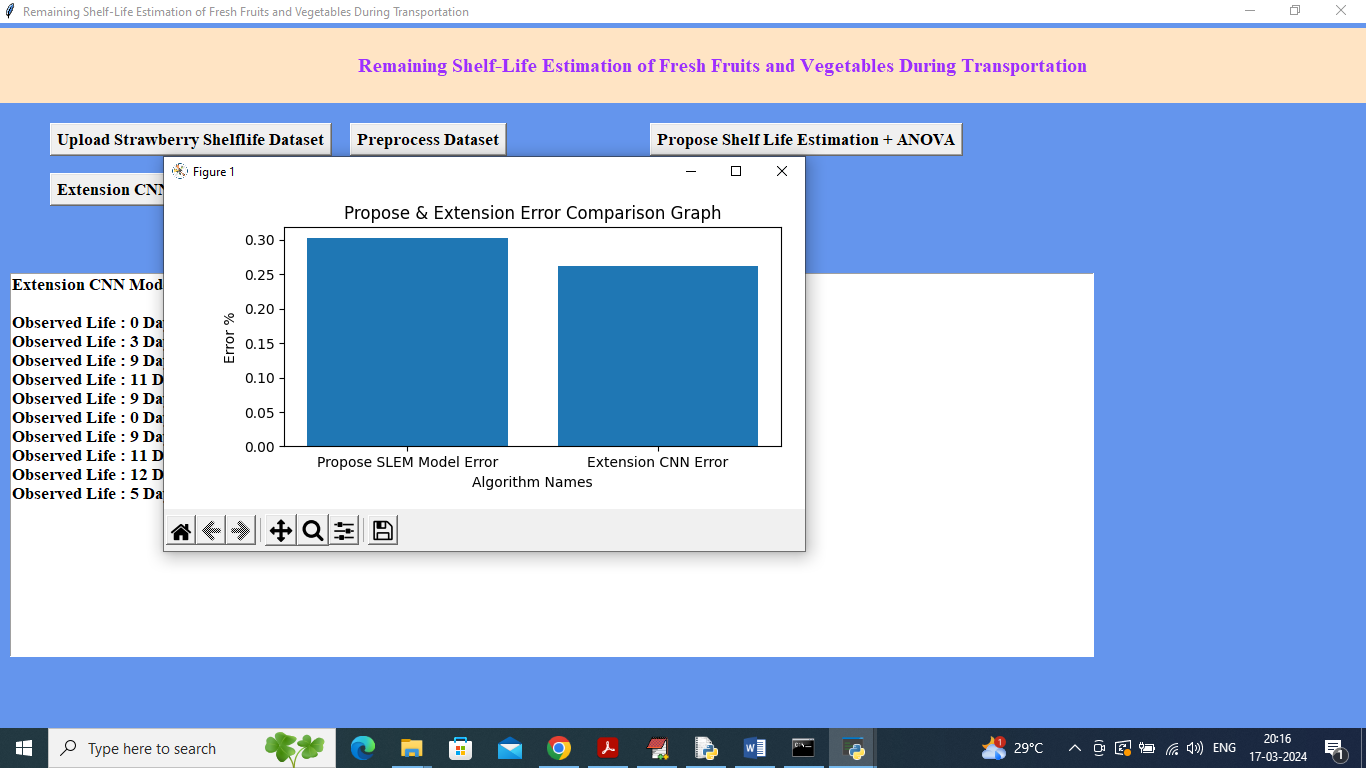 Remaining Shelf-Life Estimation of Fresh Fruits and Vegetables During Transportation
Remaining Shelf-Life Estimation of Fresh Fruits and Vegetables During Transportation
Upload Strawberry Shelflife Dataset
Preprocess Dataset
Propose Shelf Life Estimation + ANOVA
Extension CNN
Figure 1
Propose & Extension Error Comparison Graph
0.30
0.25
0.20
0.15
0.10
0.05
0.00
Error %
Propose SLEM Model Error
Extension CNN Error
Algorithm Names
Extension CNN Mod
Observed Life : 0 Da
Observed Life : 3 Da
Observed Life : 9 Da
Observed Life : 11 D
Observed Life : 9 Da
Observed Life : 0 Da
Observed Life : 9 Da
Observed Life : 11 D
Observed Life : 12 D
Observed Life : 5 Da
Type here to search
1
29°C
ENG
20:16
17-03-2024
1